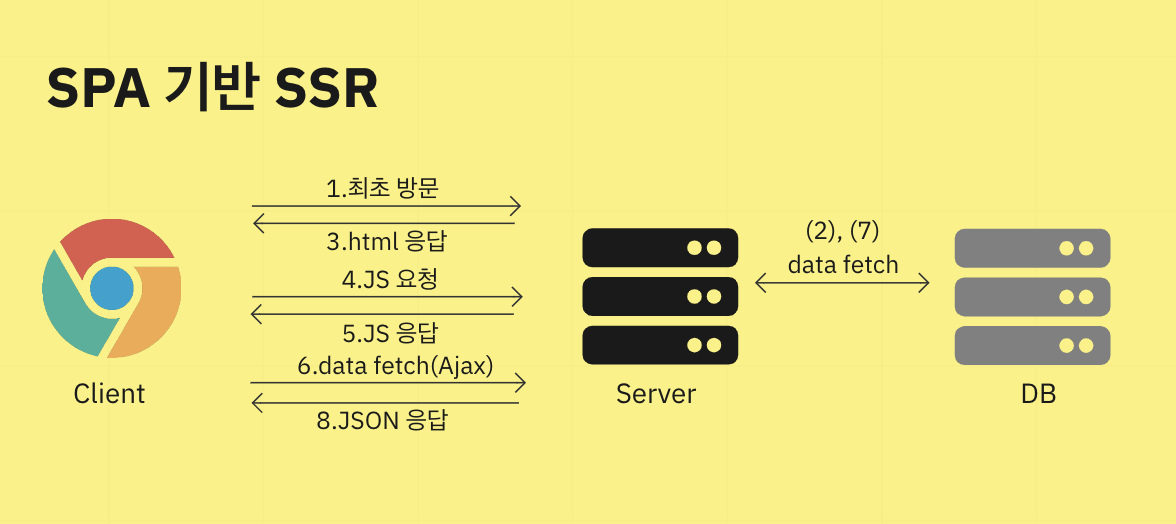 SPA 기반 SSR
1.최초 방문
3.html 응답
4.JS 요청
5.JS 응답
6.data fetch(Ajax)
8.JSON 응답
(2), (7)
data fetch
Client
Server
DB